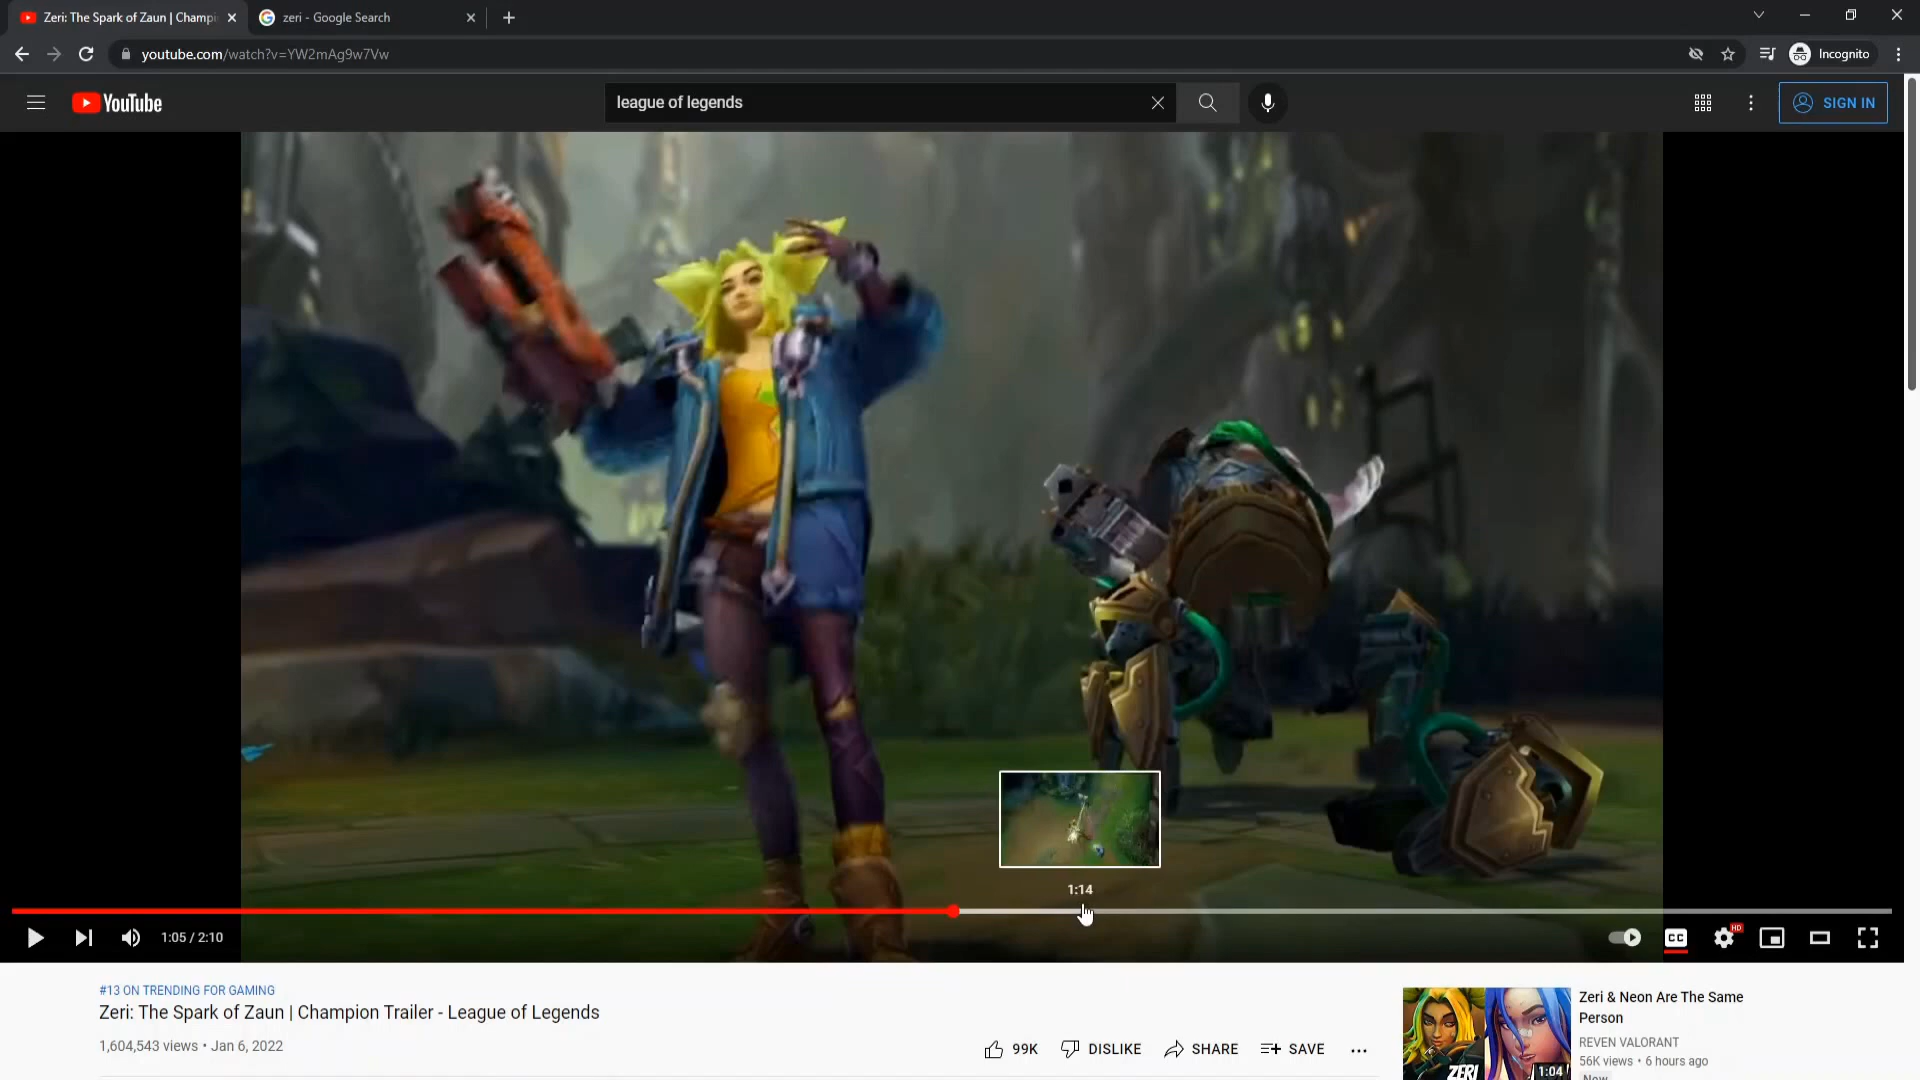 Zeri: The Spark of Zaun | Champi
zeri - Google Search
youtube.com/watch?v=YW2mAg9w7Vw
Incognito
YouTube
league of legends
SIGN IN
1:14
1:05 / 2:10
CC
HD
#13 ON TRENDING FOR GAMING
Zeri: The Spark of Zaun | Champion Trailer - League of Legends
1,604,543 views • Jan 6, 2022
99K
DISLIKE
SHARE
SAVE
ZERI
1:04
Zeri & Neon Are The Same
Person
REVEN VALORANT
56K views • 6 hours ago
New